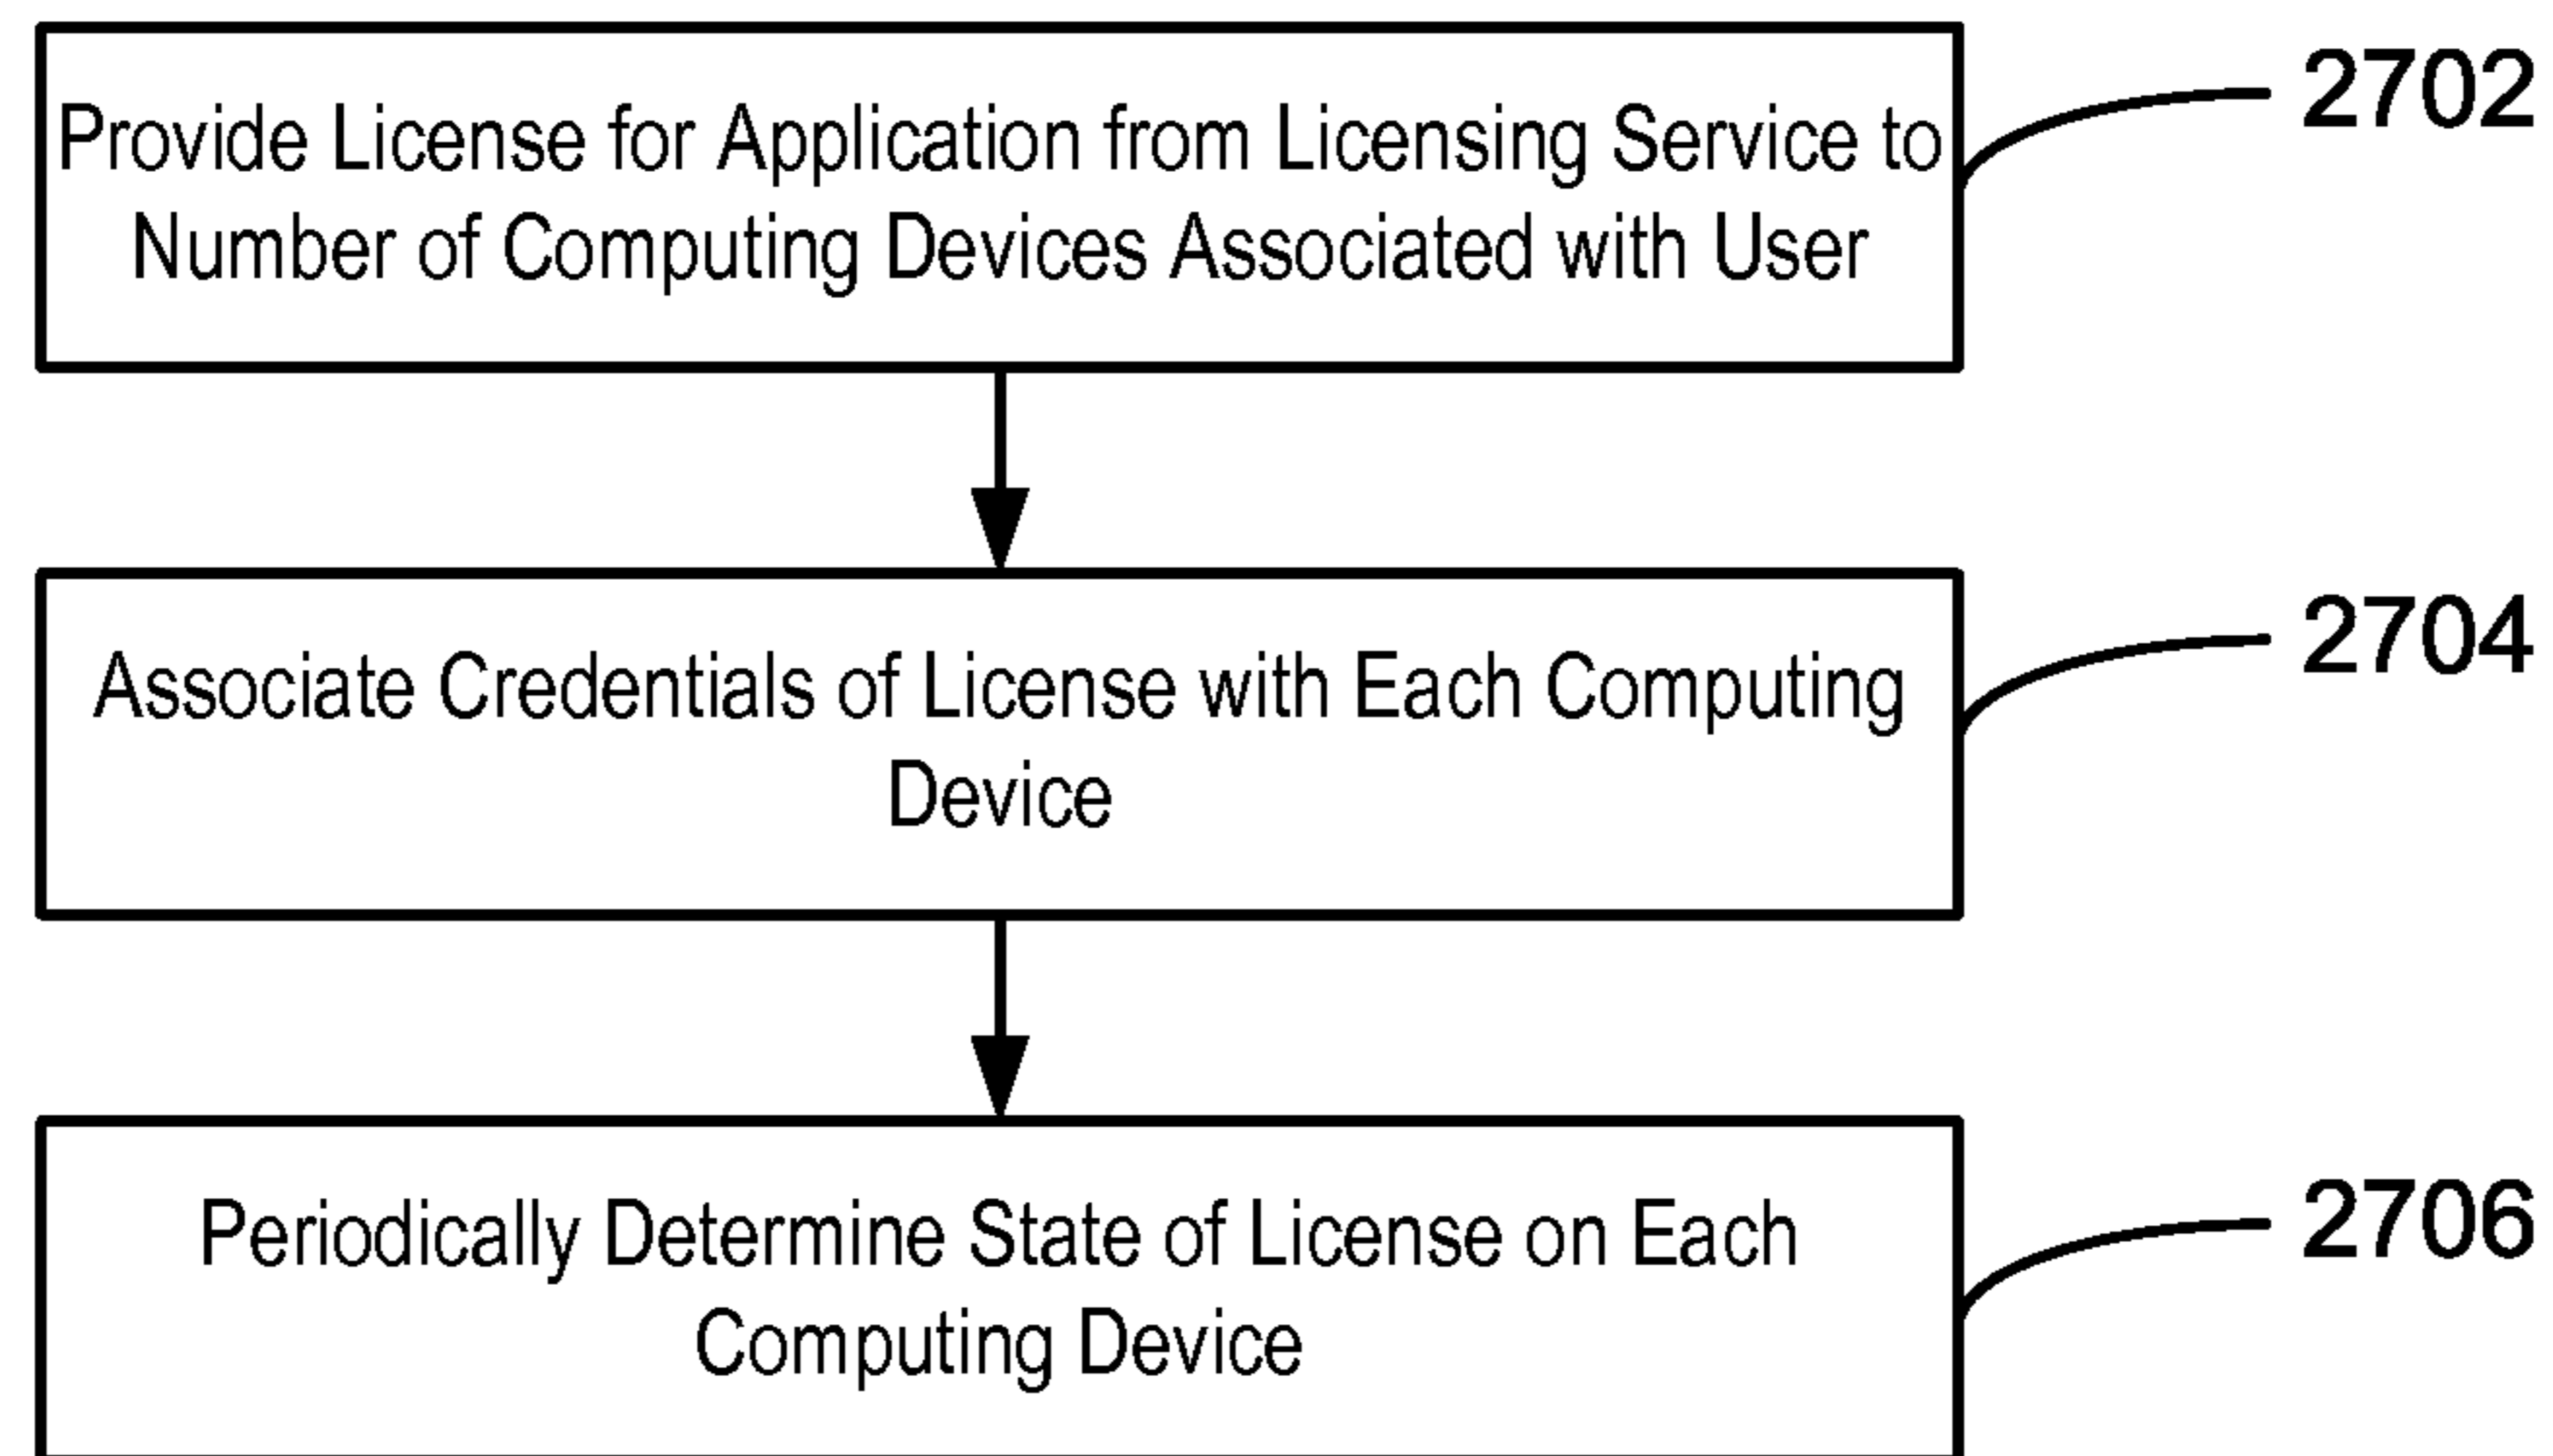 Provide License for Application from Licensing Service to
Number of Computing Devices Associated with User
2702
Associate Credentials of License with Each Computing
Device
2704
Periodically Determine State of License on Each
Computing Device
2706